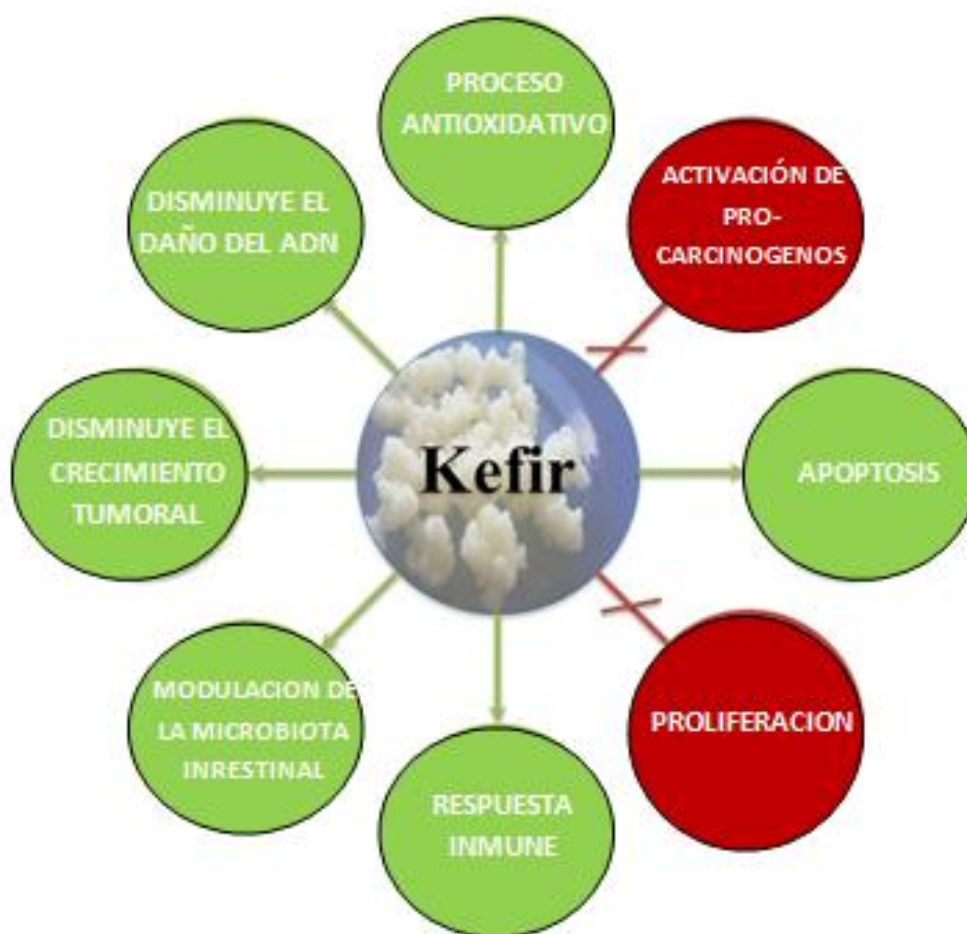 PROCESO
ANTIOXIDATIVO
ACTIVACIÓN DE
PRO-
CARCINOGENOS
APOPTOSIS
PROLIFERACION
RESPUESTA
INMUNE
MODULACION DE
LA MICROBIOTA
INRESTINAL
DISMINUYE EL
CRECIMIENTO
TUMORAL
DISMINUYE EL
DAÑO DEL ADN
Kefir